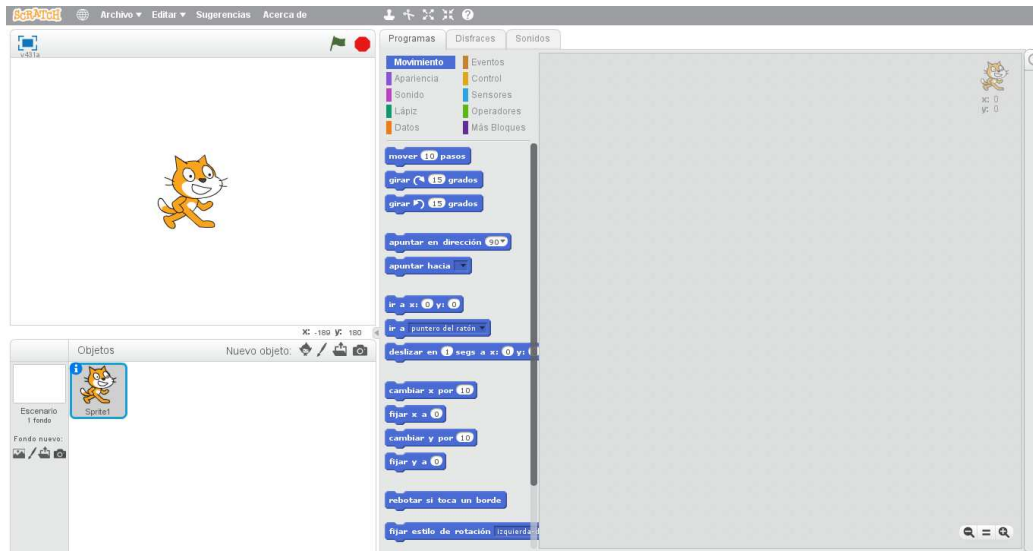 SCRATCH Archivo Editar Sugerencias Acerca de
v431a
Programas Disfraces Sonidos
Movimiento Eventos
Apariencia Control
Sonido Sensores
Lápiz Operadores
Datos Más Bloques
x: 0
y: 0
mover 10 pasos
girar 15 grados
girar 15 grados
apuntar en dirección 90
apuntar hacia
ir a x: 0 y: 0
ir a puntero del ratón
deslizar en 1 segs a x: 0 y:
cambiar x por 10
fijar x a 0
cambiar y por 10
fijar y a 0
rebotar si toca un borde
fijar estilo de rotación
X: -189 Y: 180
Objetos Nuevo objeto:
Sprite1
Escenario
1 fondo
Fondo nuevo: